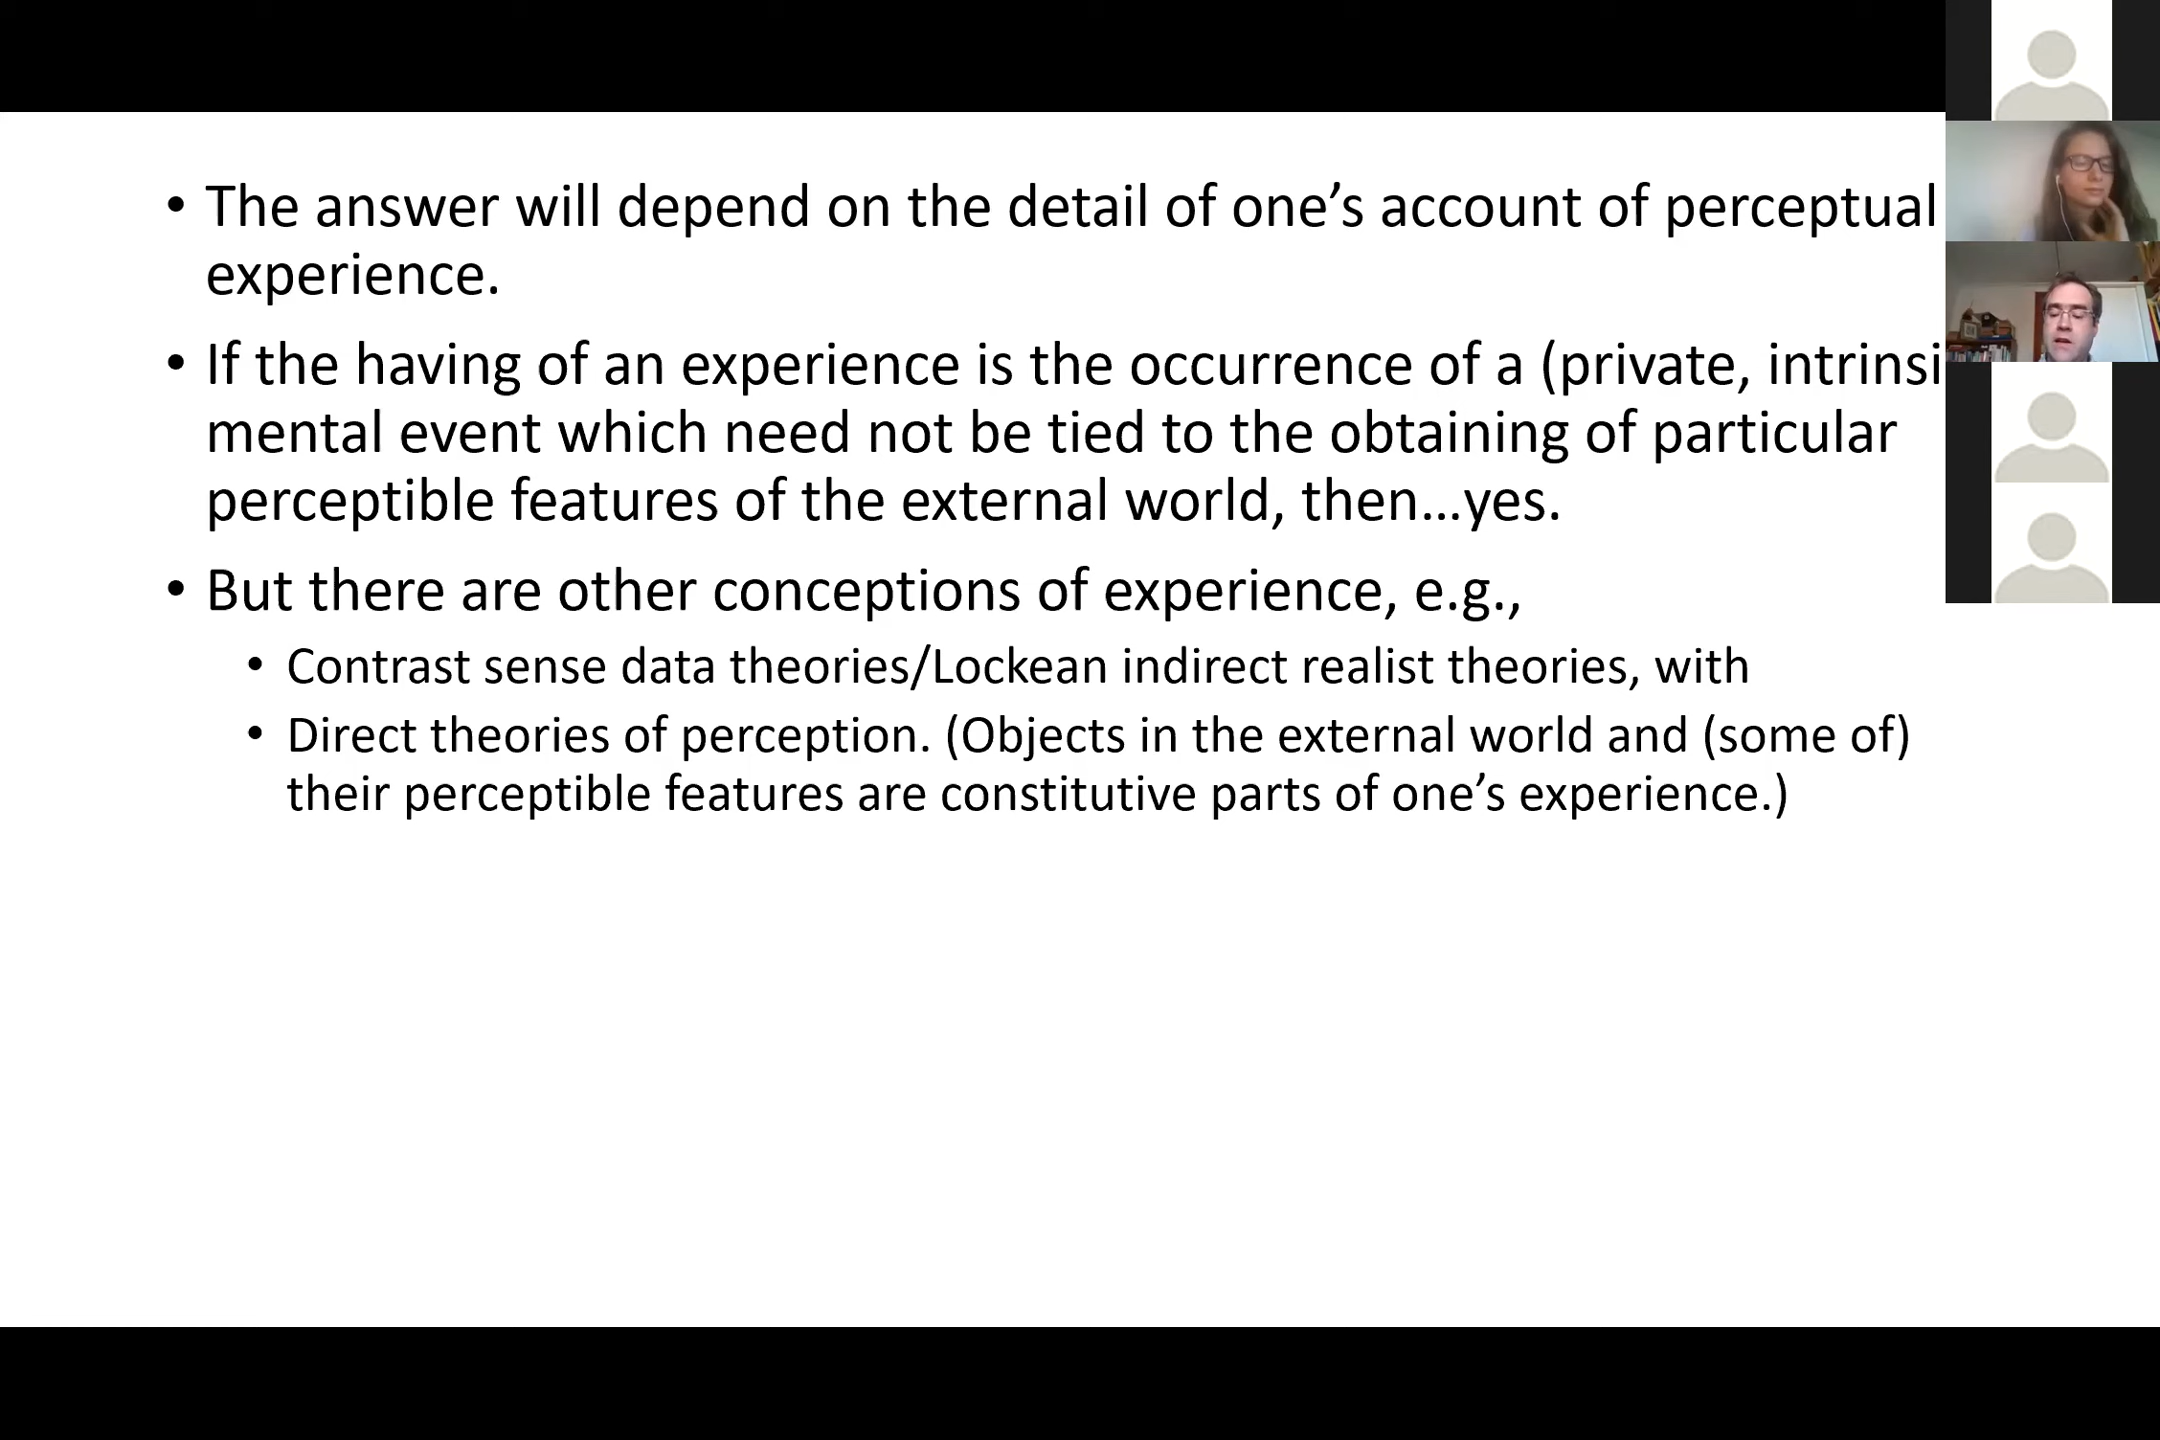 • The answer will depend on the detail of one’s account of perceptual
experience.
• If the having of an experience is the occurrence of a (private, intrinsi
mental event which need not be tied to the obtaining of particular
perceptible features of the external world, then...yes.
• But there are other conceptions of experience, e.g.,
• Contrast sense data theories/Lockean indirect realist theories, with
• Direct theories of perception. (Objects in the external world and (some of)
their perceptible features are constitutive parts of one’s experience.)